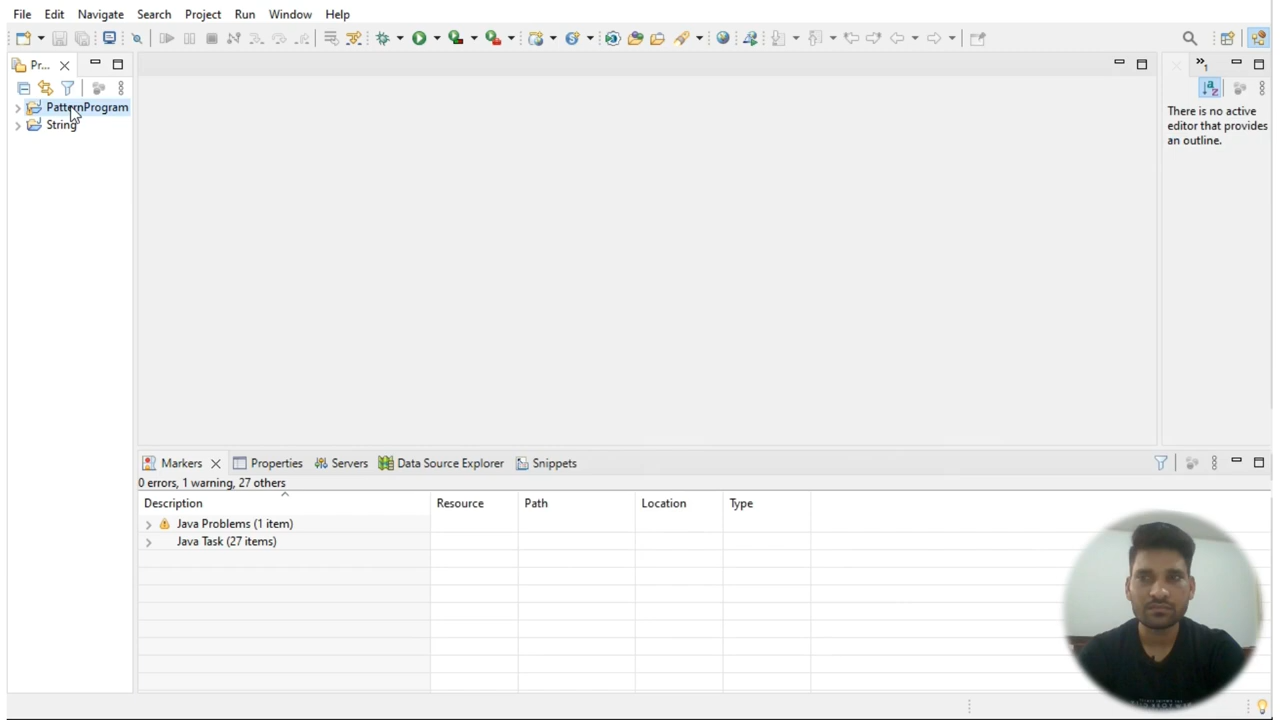 File Edit Navigate Search Project Run Window Help
Pr...
PatternProgram
String
1
There is no active
editor that provides
an outline.
Markers Properties Servers Data Source Explorer Snippets
0 errors, 1 warning, 27 others
Description Resource Path Location Type
Java Problems (1 item)
Java Task (27 items)